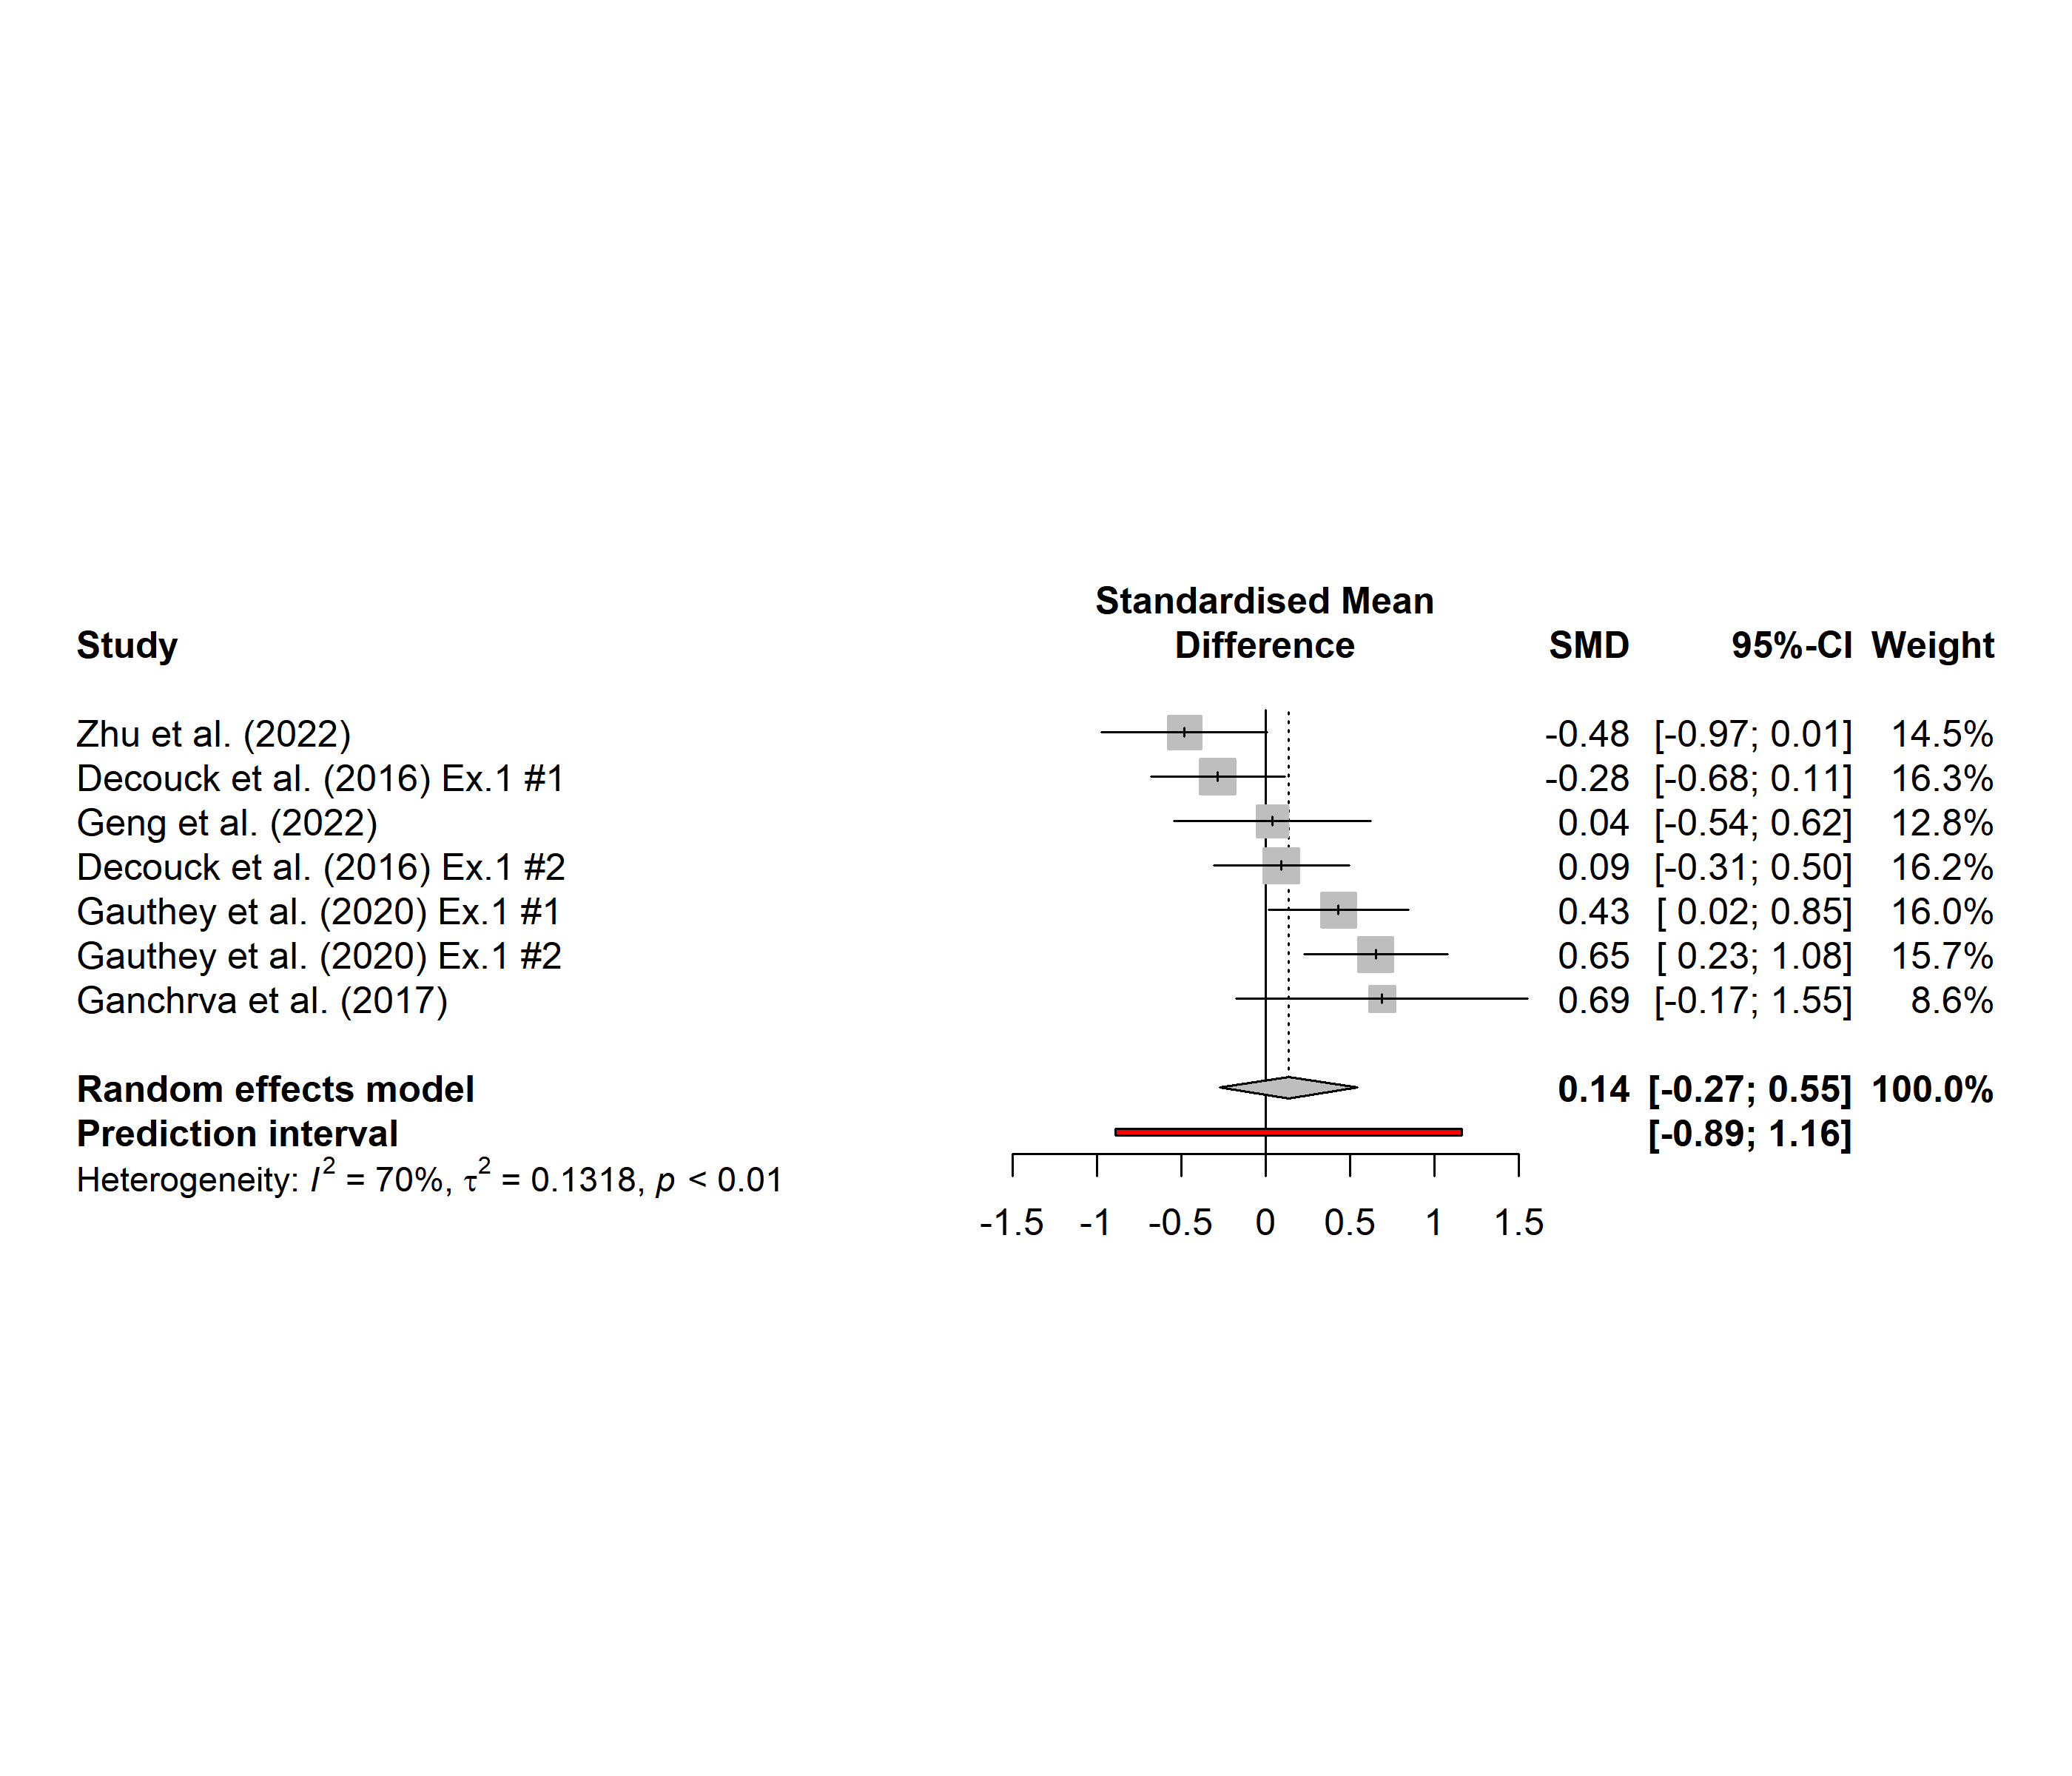 Standardised Mean
Study Difference SMD 95%-CI Weight
Zhu et al. (2022) -0.48 [-0.97; 0.01] 14.5%
Decouck et al. (2016) Ex.1 #1 -0.28 [-0.68; 0.11] 16.3%
Geng et al. (2022) 0.04 [-0.54; 0.62] 12.8%
Decouck et al. (2016) Ex.1 #2 0.09 [-0.31; 0.50] 16.2%
Gauthey et al. (2020) Ex.1 #1 0.43 [ 0.02; 0.85] 16.0%
Gauthey et al. (2020) Ex.1 #2 0.65 [ 0.23; 1.08] 15.7%
Ganchrva et al. (2017) 0.69 [-0.17; 1.55] 8.6%
Random effects model 0.14 [-0.27; 0.55] 100.0%
Prediction interval [-0.89; 1.16]
Heterogeneity: I² = 70%, τ² = 0.1318, p < 0.01
-1.5 -1 -0.5 0 0.5 1 1.5